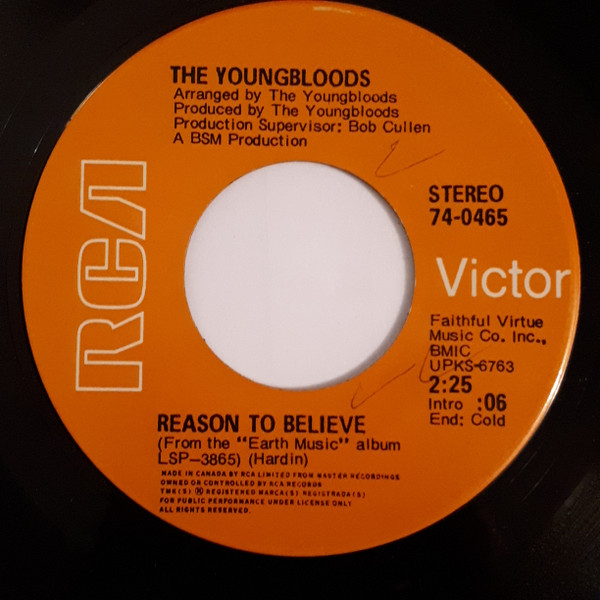 THE YOUNGBLOODS
Arranged by The Youngbloods
Produced by The Youngbloods
Production Supervisor: Bob Cullen
A BSM Production
RCA
STEREO
74-0465
Victor
Faithful Virtue
Music Co. Inc.,
BMIC
UPKS-6763
2:25
Intro :06
End: Cold
REASON TO BELIEVE
(From the "Earth Music" album
LSP-3865) (Hardin)
MADE IN CANADA BY RCA LIMITED FROM MASTER RECORDINGS
OWNED OR CONTROLLED BY RCA RECORDS
TMK(S) ® REGISTERED MARCA(S) REGISTRADA(S)
FOR PUBLIC PERFORMANCE UNDER LICENSE ONLY
ALL RIGHTS RESERVED.